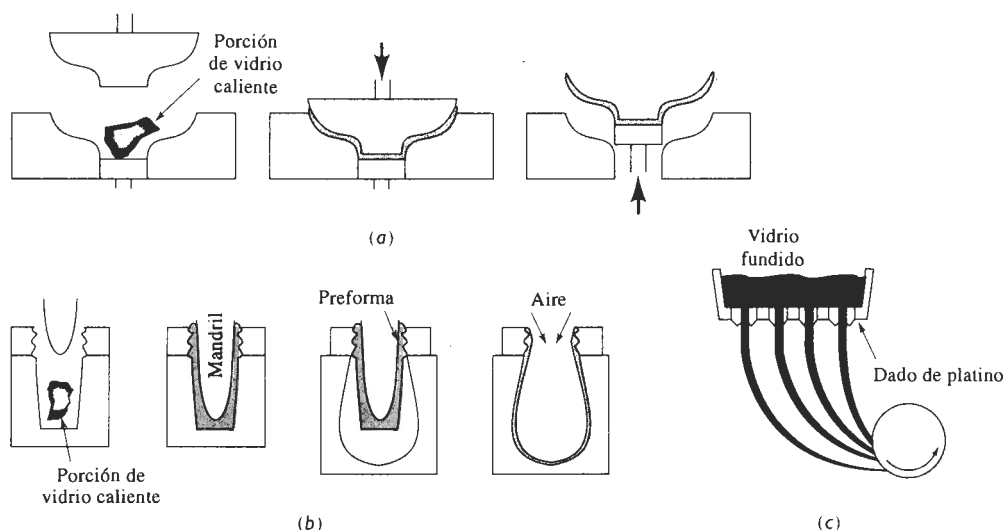 Porción
de vidrio
caliente
(a)
Vidrio
fundido
Preforma
Aire
Mandril
Dado de platino
Porción de
vidrio caliente
(b)
(c)